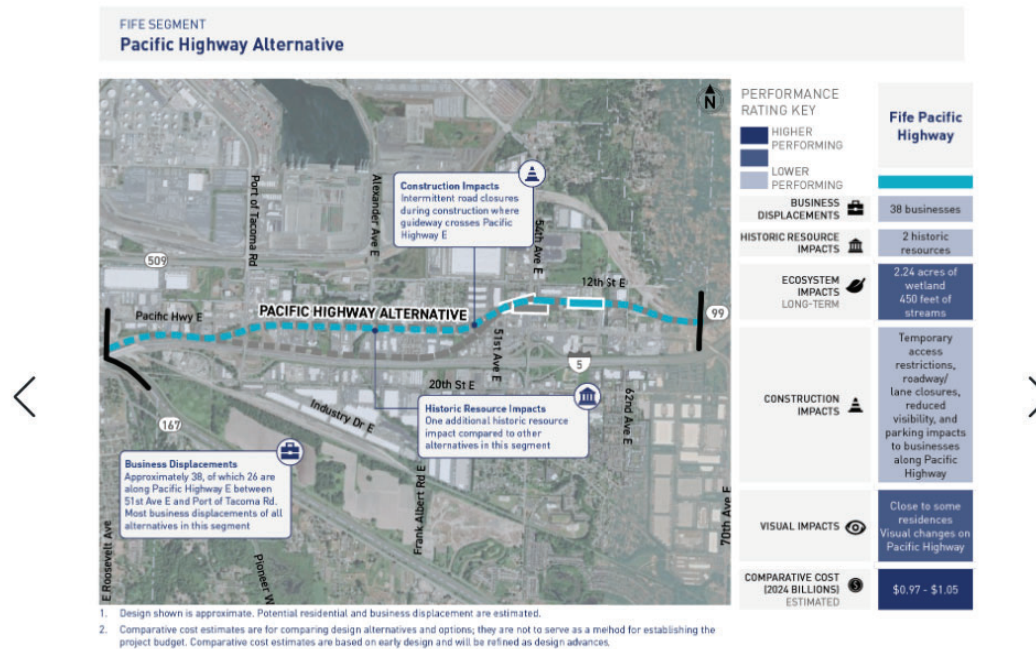 FIFE SEGMENT
Pacific Highway Alternative
N
Port of Tacoma Rd
Alexander Ave E
54th Ave E
12th St E
509
Pacific Hwy E
PACIFIC HIGHWAY ALTERNATIVE
99
51st Ave E
5
20th St E
Industry Dr E
62nd Ave E
167
Frank Albert Rd E
70th Ave E
E Roosevelt Ave
Pioneer W
Construction Impacts
Intermittent road closures
during construction where
guideway crosses Pacific
Highway E
Historic Resource Impacts
One additional historic resource
impact compared to other
alternatives in this segment
Business Displacements
Approximately 38, of which 26 are
along Pacific Highway E between
51st Ave E and Port of Tacoma Rd.
Most business displacements of all
alternatives in this segment
PERFORMANCE
RATING KEY
HIGHER
PERFORMING
LOWER
PERFORMING
Fife Pacific
Highway
BUSINESS
DISPLACEMENTS
38 businesses
HISTORIC RESOURCE
IMPACTS
2 historic
resources
ECOSYSTEM
IMPACTS
LONG-TERM
2.24 acres of
wetland
450 feet of
streams
CONSTRUCTION
IMPACTS
Temporary
access
restrictions,
roadway/
lane closures,
reduced
visibility, and
parking impacts
to businesses
along Pacific
Highway
VISUAL IMPACTS
Close to some
residences
Visual changes on
Pacific Highway
COMPARATIVE COST
(2024 BILLIONS)
ESTIMATED
$
$0.97 - $1.05
1. Design shown is approximate. Potential residential and business displacement are estimated.
2. Comparative cost estimates are for comparing design alternatives and options; they are not to serve as a mehod for establishing the
project budget. Comparative cost estimates are based on early design and will be refined as design advances.